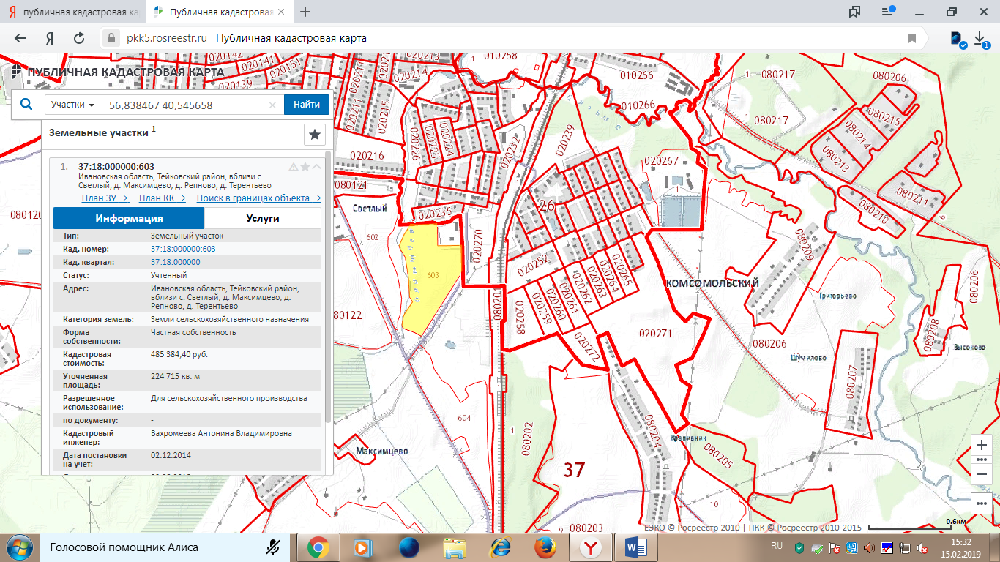 публичная кадастровая ка
Публичная кадастровая
pkk5.rosreestr.ru Публичная кадастровая карта
ПУБЛИЧНАЯ КАДАСТРОВАЯ КАРТА
Участки
56,838467 40,945658
Найти
Земельные участки 1
1. 37:18:000000:603
Ивановская область, Тейковский район, вблизи с.
Светлый, д. Максимцево, д. Репново, д. Терентьево
План ЗУ → План КК → Поиск в границах объекта →
Информация Услуги
Тип: Земельный участок
Кад. номер: 37:18:000000:603
Кад. квартал: 37:18:000000
Статус: Учтенный
Адрес: Ивановская область, Тейковский район,
вблизи с. Светлый, д. Максимцево, д.
Репново, д. Терентьево
Категория земель: Земли сельскохозяйственного назначения
Форма Частная собственность
собственности:
Кадастровая 485 384,40 руб.
стоимость:
Уточненная 224 715 кв. м
площадь:
Разрешенное Для сельскохозяйственного производства
использование:
по документу: -
Кадастровый Вахромеева Антонина Владимировна
инженер:
Дата постановки 02.12.2014
на учет:
020142
020141
020151
020139
020211
020213
020214
010258
010266
010266
080217
080217
080206
080215
080214
080213
080211
080210
020217
020215
020216
020226
020225
020224
020232
020239
020267
080121
080120
Светлый
020235
602
603
604
020270
26
020252
020265
020264
020263
020262
020261
020260
020259
020258
080201
080122
020272
020271
КОМСОМОЛЬСКИЙ
080209
Григорьево
080206
Шумилово
080207
080208
080206
Высоково
080202
080204
Крапивник
080205
Максимцево
37
10
9
080203
0.6км
ЕЭКО © Росреестр 2010 | ПКК © Росреестр 2010-2015
Голосовой помощник Алиса
RU
15:32
15.02.2019